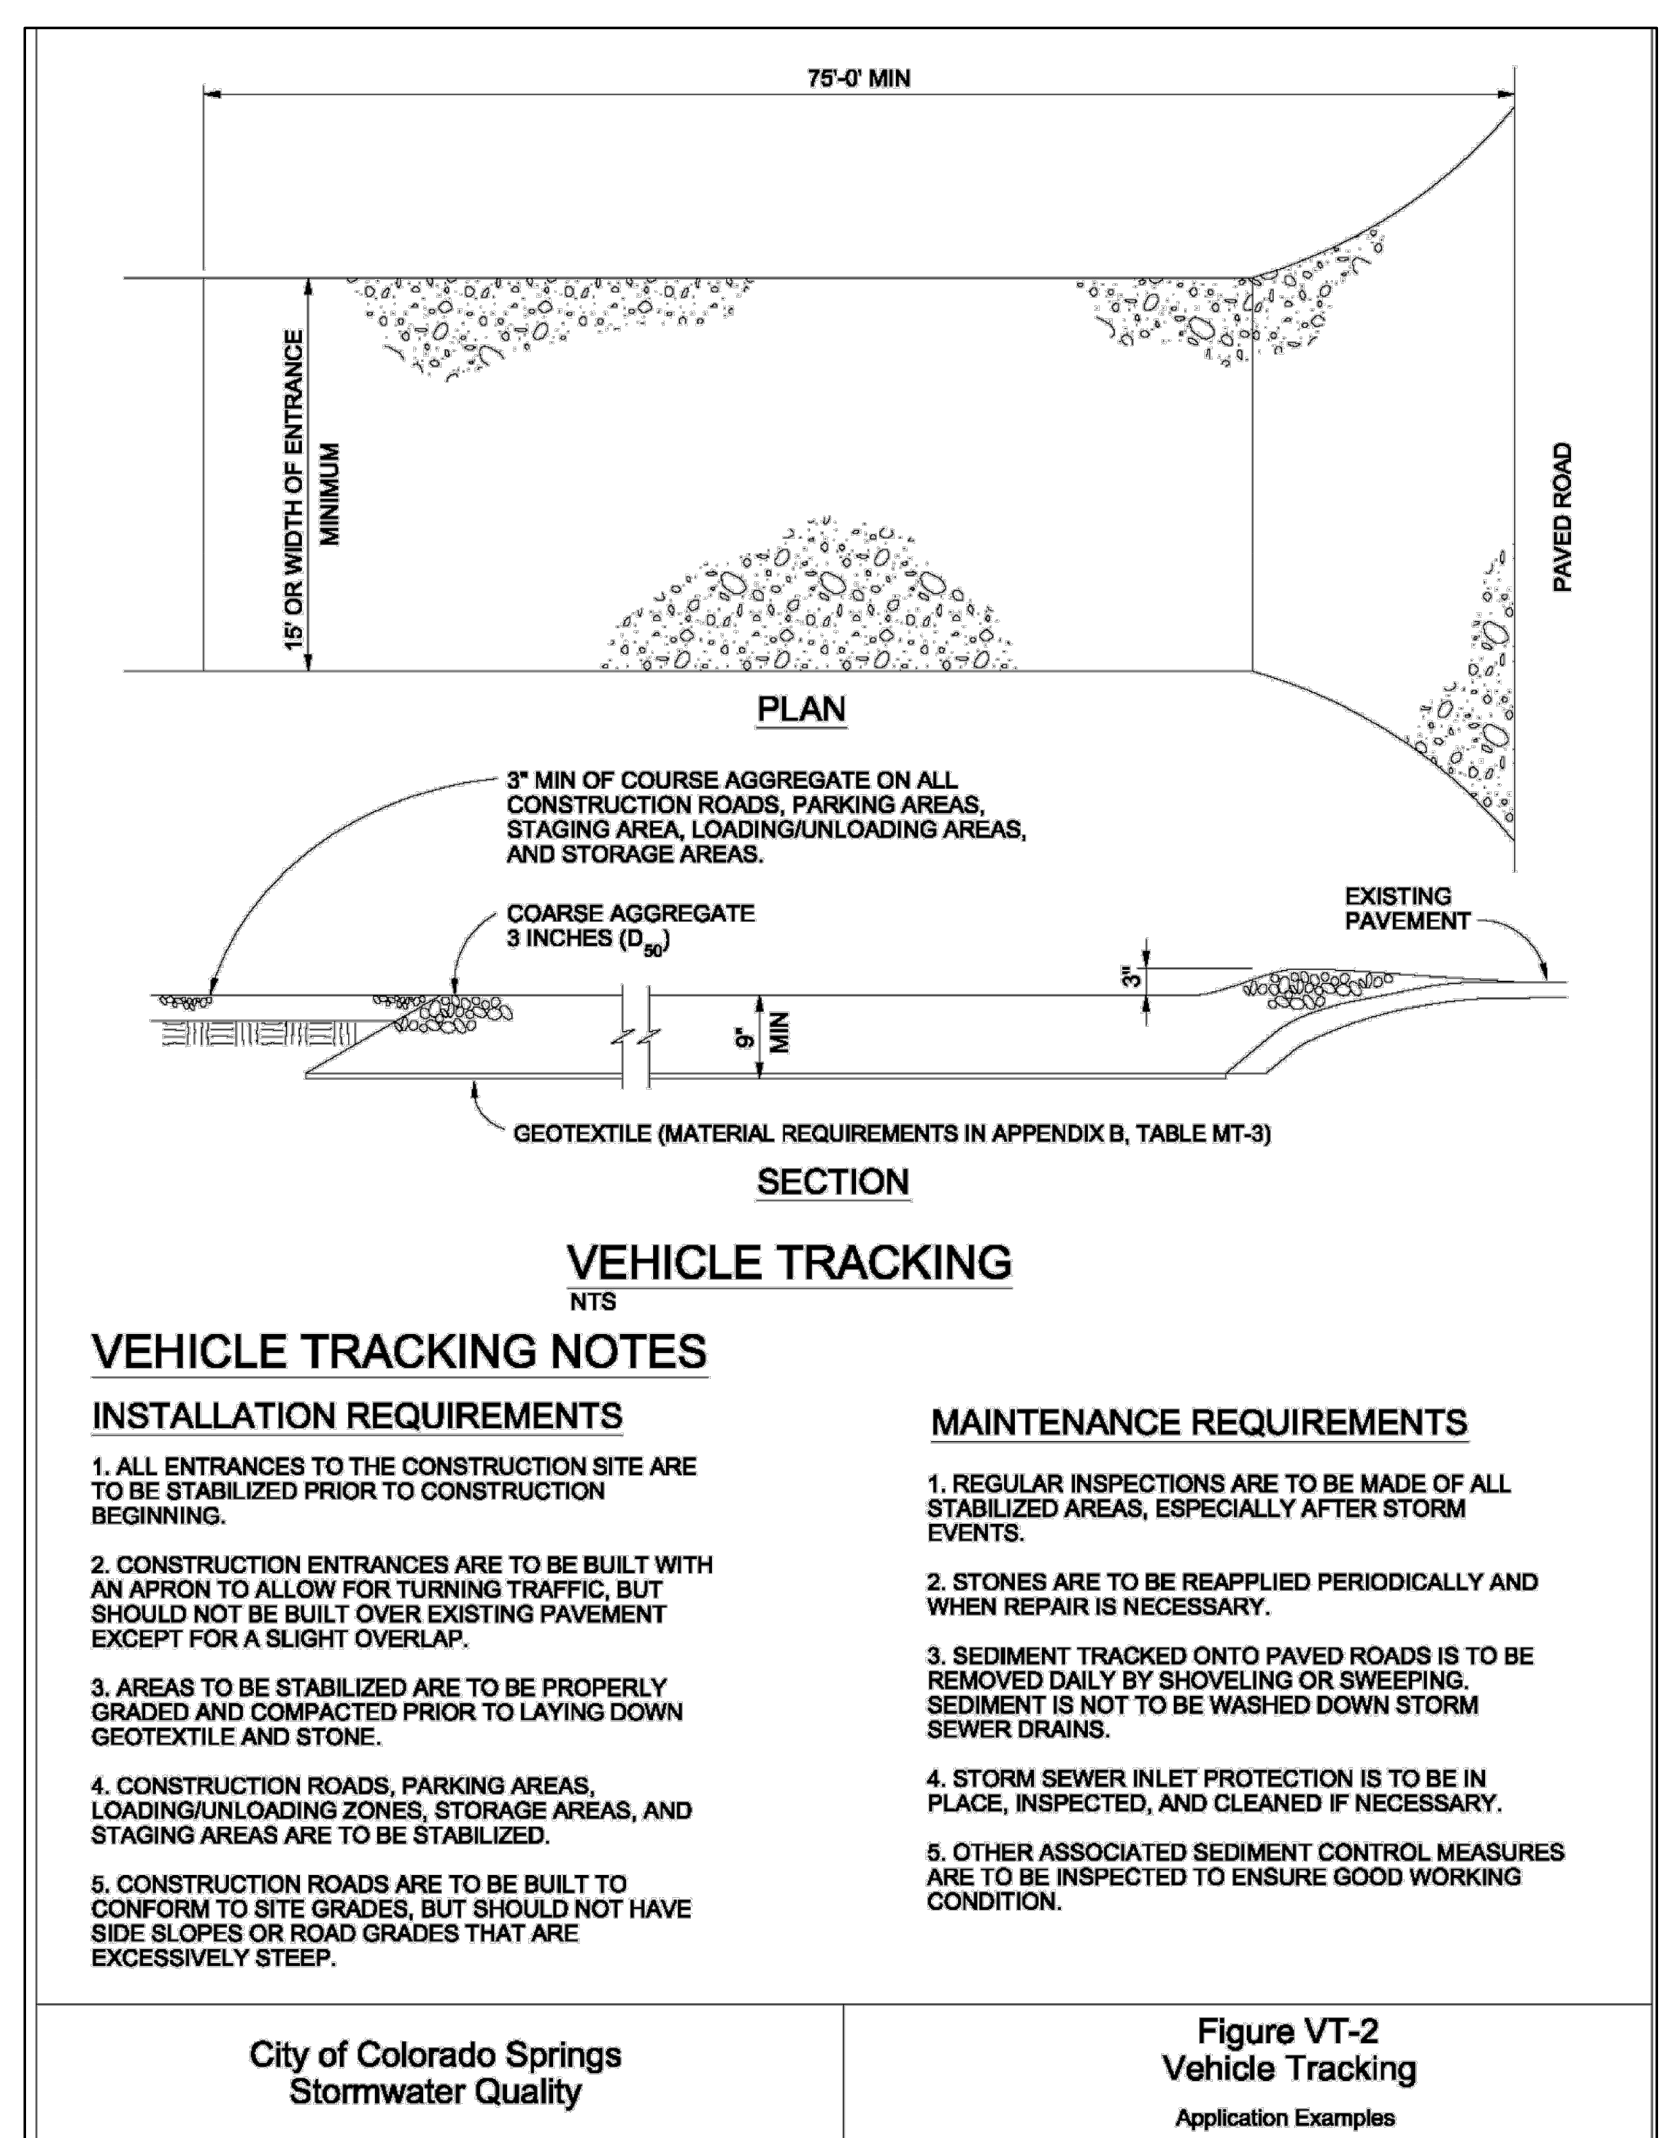 75'-0' MIN
15' OR WIDTH OF ENTRANCE
MINIMUM
PAVED ROAD
PLAN
3" MIN OF COURSE AGGREGATE ON ALL
CONSTRUCTION ROADS, PARKING AREAS,
STAGING AREA, LOADING/UNLOADING AREAS,
AND STORAGE AREAS.
COARSE AGGREGATE
3 INCHES (D50)
EXISTING
PAVEMENT
3"
9"
MIN
GEOTEXTILE (MATERIAL REQUIREMENTS IN APPENDIX B, TABLE MT-3)
SECTION
VEHICLE TRACKING
NTS
VEHICLE TRACKING NOTES
INSTALLATION REQUIREMENTS
1. ALL ENTRANCES TO THE CONSTRUCTION SITE ARE
TO BE STABILIZED PRIOR TO CONSTRUCTION
BEGINNING.
2. CONSTRUCTION ENTRANCES ARE TO BE BUILT WITH
AN APRON TO ALLOW FOR TURNING TRAFFIC, BUT
SHOULD NOT BE BUILT OVER EXISTING PAVEMENT
EXCEPT FOR A SLIGHT OVERLAP.
3. AREAS TO BE STABILIZED ARE TO BE PROPERLY
GRADED AND COMPACTED PRIOR TO LAYING DOWN
GEOTEXTILE AND STONE.
4. CONSTRUCTION ROADS, PARKING AREAS,
LOADING/UNLOADING ZONES, STORAGE AREAS, AND
STAGING AREAS ARE TO BE STABILIZED.
5. CONSTRUCTION ROADS ARE TO BE BUILT TO
CONFORM TO SITE GRADES, BUT SHOULD NOT HAVE
SIDE SLOPES OR ROAD GRADES THAT ARE
EXCESSIVELY STEEP.
MAINTENANCE REQUIREMENTS
1. REGULAR INSPECTIONS ARE TO BE MADE OF ALL
STABILIZED AREAS, ESPECIALLY AFTER STORM
EVENTS.
2. STONES ARE TO BE REAPPLIED PERIODICALLY AND
WHEN REPAIR IS NECESSARY.
3. SEDIMENT TRACKED ONTO PAVED ROADS IS TO BE
REMOVED DAILY BY SHOVELING OR SWEEPING.
SEDIMENT IS NOT TO BE WASHED DOWN STORM
SEWER DRAINS.
4. STORM SEWER INLET PROTECTION IS TO BE IN
PLACE, INSPECTED, AND CLEANED IF NECESSARY.
5. OTHER ASSOCIATED SEDIMENT CONTROL MEASURES
ARE TO BE INSPECTED TO ENSURE GOOD WORKING
CONDITION.
City of Colorado Springs
Stormwater Quality
Figure VT-2
Vehicle Tracking
Application Examples